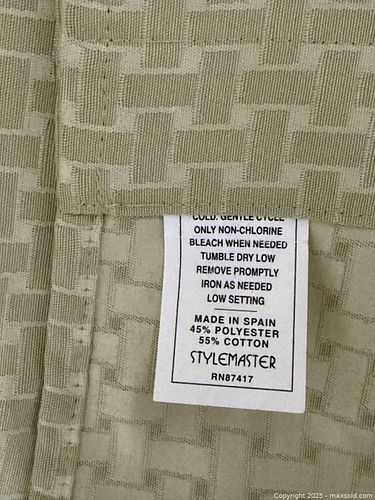 COLD. GENTLE CYCLE
ONLY NON-CHLORINE
BLEACH WHEN NEEDED
TUMBLE DRY LOW
REMOVE PROMPTLY
IRON AS NEEDED
LOW SETTING
MADE IN SPAIN
45% POLYESTER
55% COTTON
STYLEMASTER
RN87417
Copyright 2025 - maxsold.com